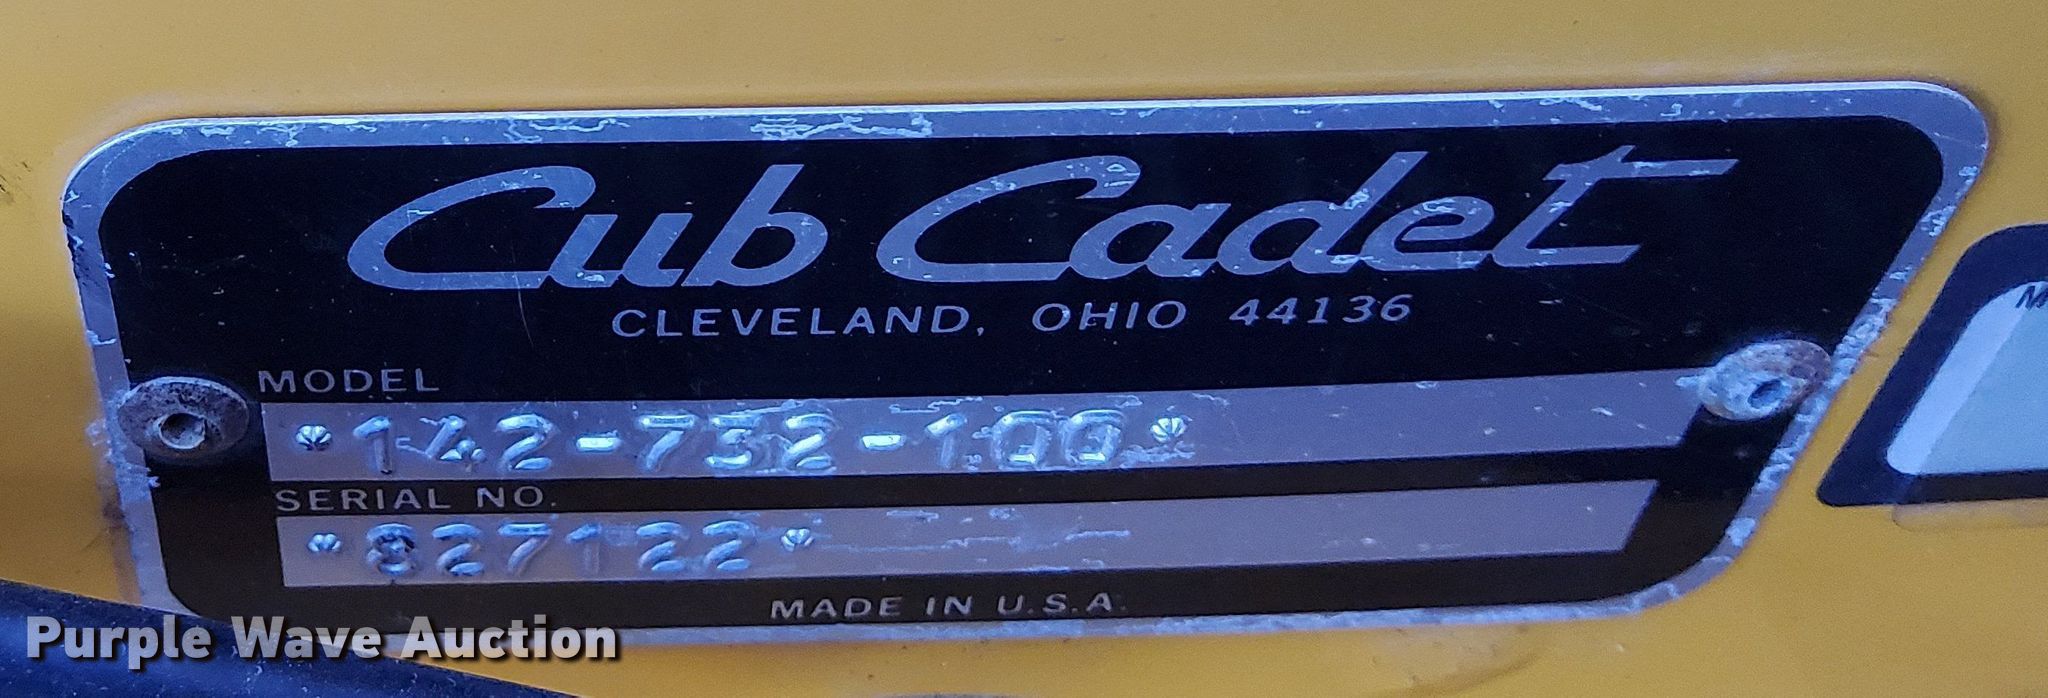 Cub Cadet
CLEVELAND, OHIO 44136
MODEL
*142-732-100*
SERIAL NO.
*827122*
MADE IN U.S.A.
Purple Wave Auction